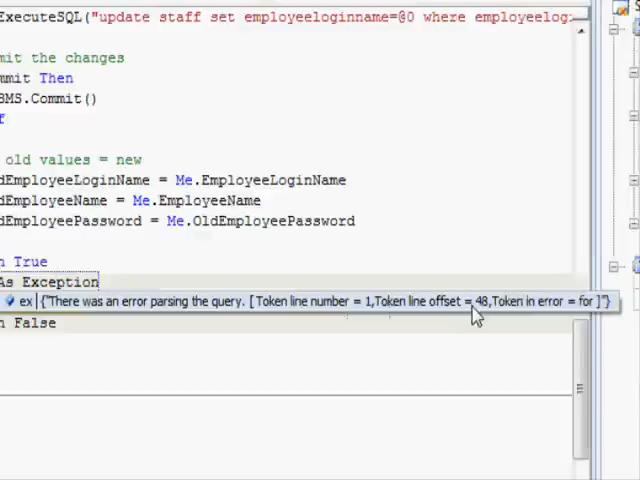 ExecuteSQL("update staff set employeeloginname=@0 where employeelog
mit the changes
mmit Then
SMS.Commit()
f
old values = new
dEmployeeLoginName = Me.EmployeeLoginName
dEmployeeName = Me.EmployeeName
dEmployeePassword = Me.OldEmployeePassword
n True
As Exception
ex {"There was an error parsing the query. [ Token line number = 1,Token line offset = 48,Token in error = for ]"}
n False